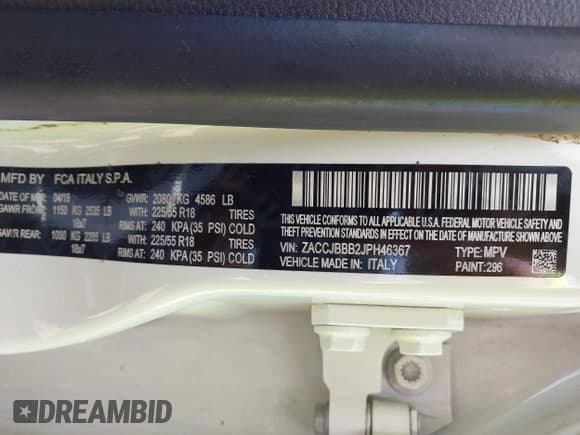 MFD BY FCA ITALY S.P.A.
DATE OF MFR: 04/18 GVWR: 2080 KG 4586 LB
GAWR FRONT: 1150 KG 2535 LB WITH 225/55 R18 TIRES
18x7 RIMS AT: 240 KPA (35 PSI) COLD
GAWR REAR: 1000 KG 2205 LB WITH 225/55 R18 TIRES
18x7 RIMS AT: 240 KPA (35 PSI) COLD
THIS VEHICLE CONFORMS TO ALL APPLICABLE U.S.A. FEDERAL MOTOR VEHICLE SAFETY,
BUMPER, AND THEFT PREVENTION STANDARDS IN EFFECT ON THE DATE OF MANUFACTURE SHOWN ABOVE.
VIN: ZACCJBBB2JPH46367 TYPE: MPV
VEHICLE MADE IN: ITALY PAINT: 296
DREAMBID